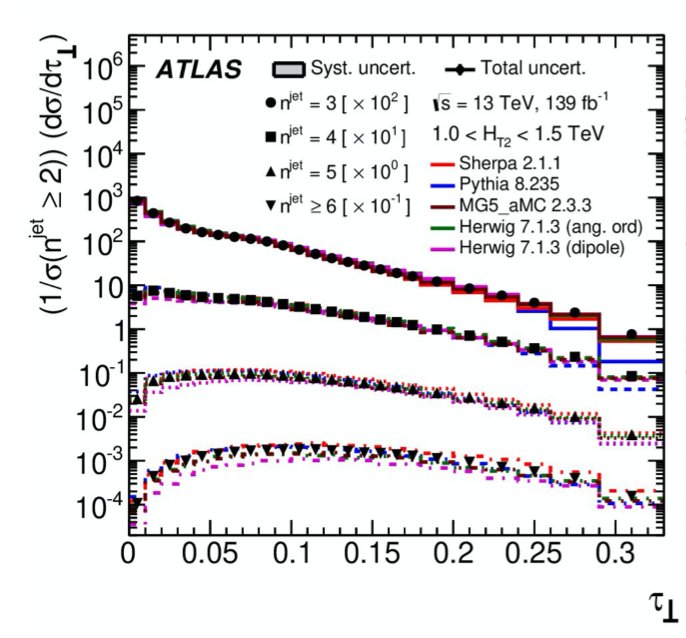 (1/σ(n^jet ≥ 2)) (dσ/dτ⊥)
10^6
10^5
10^4
10^3
10^2
10
1
10^-1
10^-2
10^-3
10^-4
ATLAS
Syst. uncert.
Total uncert.
n^jet = 3 [ × 10^2 ]
n^jet = 4 [ × 10^1 ]
n^jet = 5 [ × 10^0 ]
n^jet ≥ 6 [ × 10^-1 ]
√s = 13 TeV, 139 fb^-1
1.0 < H_T2 < 1.5 TeV
Sherpa 2.1.1
Pythia 8.235
MG5_aMC 2.3.3
Herwig 7.1.3 (ang. ord)
Herwig 7.1.3 (dipole)
0 0.05 0.1 0.15 0.2 0.25 0.3
τ⊥